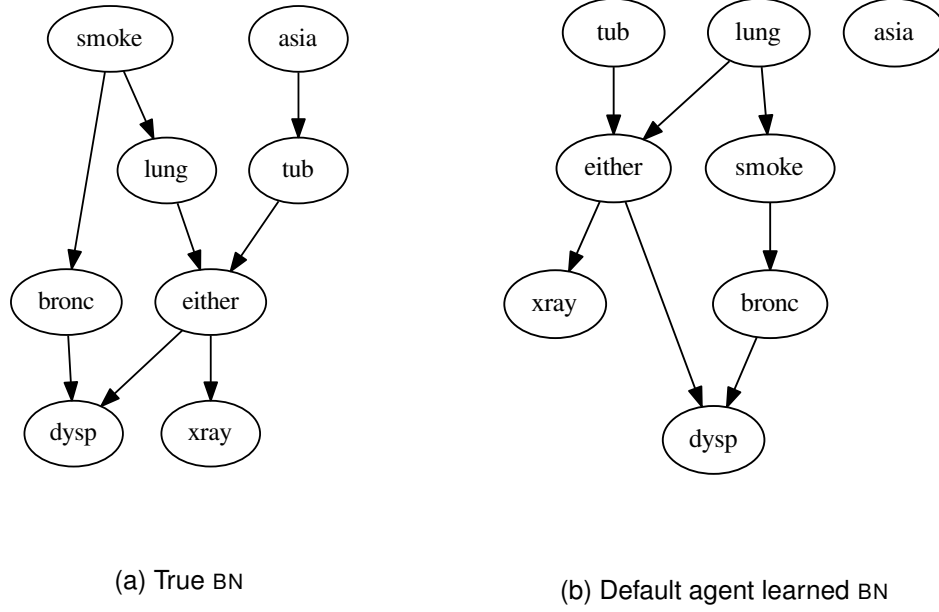 smoke
asia
lung
tub
bronc
either
dysp
xray
(a) True BN
tub
lung
asia
either
smoke
xray
bronc
dysp
(b) Default agent learned BN